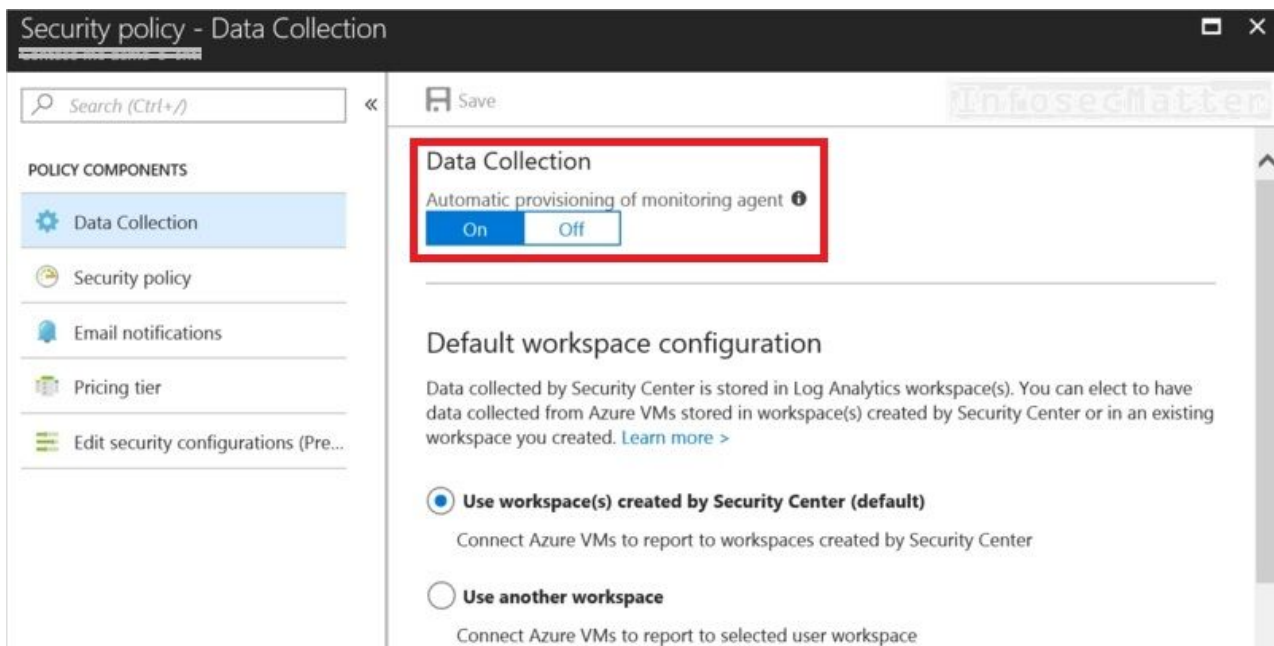 Security policy - Data Collection
Search (Ctrl+/)
«
Save
InfosecMatter
POLICY COMPONENTS
Data Collection
Security policy
Email notifications
Pricing tier
Edit security configurations (Pre...
Data Collection
Automatic provisioning of monitoring agent
On Off
Default workspace configuration
Data collected by Security Center is stored in Log Analytics workspace(s). You can elect to have
data collected from Azure VMs stored in workspace(s) created by Security Center or in an existing
workspace you created. Learn more >
Use workspace(s) created by Security Center (default)
Connect Azure VMs to report to workspaces created by Security Center
Use another workspace
Connect Azure VMs to report to selected user workspace